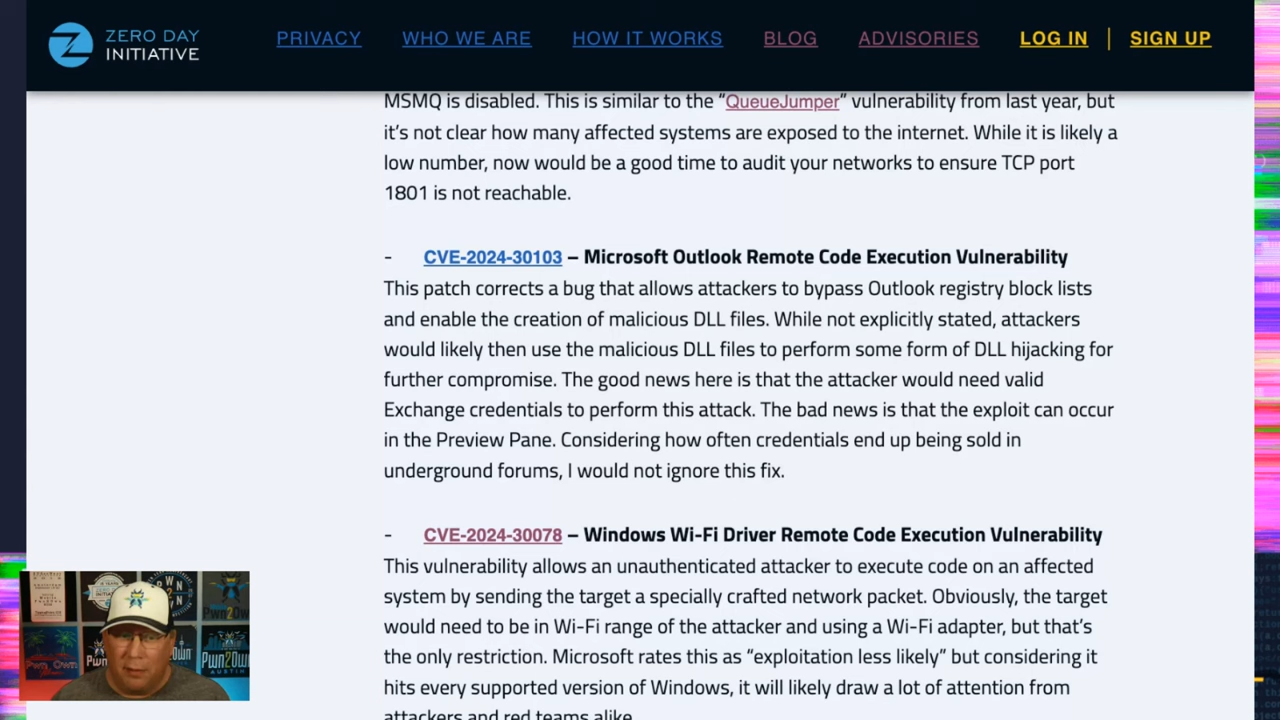 ZERO DAY
INITIATIVE
PRIVACY WHO WE ARE HOW IT WORKS BLOG ADVISORIES LOG IN | SIGN UP
MSMQ is disabled. This is similar to the “QueueJumper” vulnerability from last year, but
it’s not clear how many affected systems are exposed to the internet. While it is likely a
low number, now would be a good time to audit your networks to ensure TCP port
1801 is not reachable.
- CVE-2024-30103 – Microsoft Outlook Remote Code Execution Vulnerability
This patch corrects a bug that allows attackers to bypass Outlook registry block lists
and enable the creation of malicious DLL files. While not explicitly stated, attackers
would likely then use the malicious DLL files to perform some form of DLL hijacking for
further compromise. The good news here is that the attacker would need valid
Exchange credentials to perform this attack. The bad news is that the exploit can occur
in the Preview Pane. Considering how often credentials end up being sold in
underground forums, I would not ignore this fix.
- CVE-2024-30078 – Windows Wi-Fi Driver Remote Code Execution Vulnerability
This vulnerability allows an unauthenticated attacker to execute code on an affected
system by sending the target a specially crafted network packet. Obviously, the target
would need to be in Wi-Fi range of the attacker and using a Wi-Fi adapter, but that’s
the only restriction. Microsoft rates this as “exploitation less likely” but considering it
hits every supported version of Windows, it will likely draw a lot of attention from
attackers and red teams alike.
Pwn2Own
AUSTIN